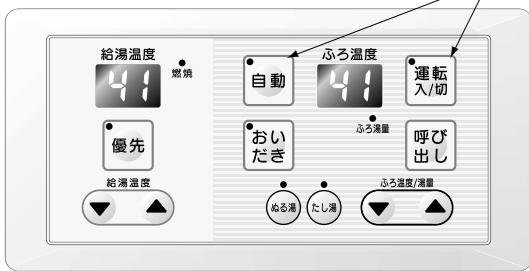 給湯温度
燃焼
41
優先
給湯温度
自動
ふろ温度
41
運転
入/切
ふろ湯量
おい
だき
呼び
出し
ぬる湯
たし湯
ふろ温度/湯量